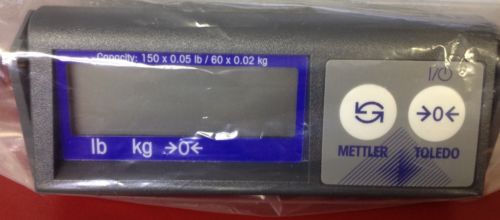 Capacity: 150 x 0.05 lb / 60 x 0.02 kg
I/⏻
→0←
lb kg →0←
METTLER TOLEDO